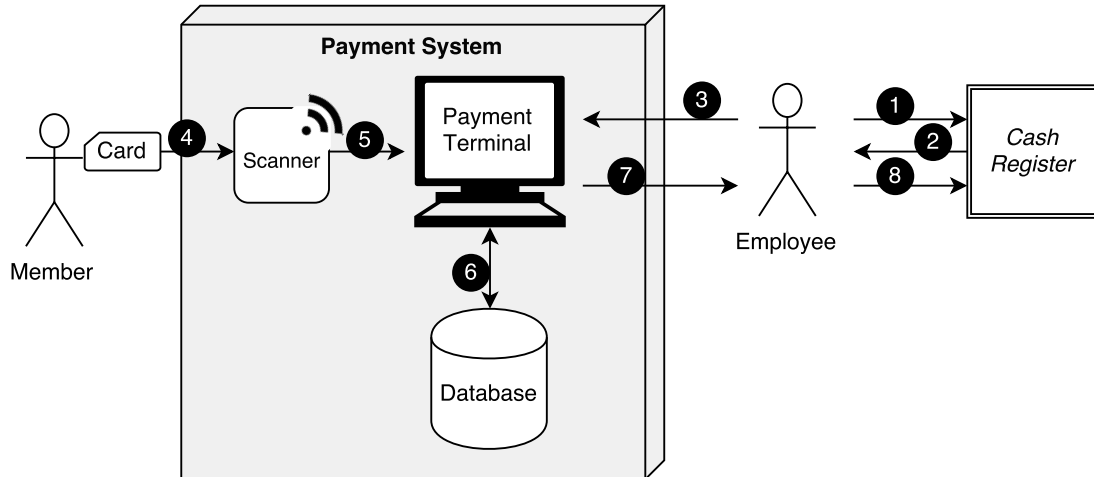 Payment System
3
1
Payment
Terminal
4
Card
5
Scanner
2
Cash
Register
7
8
Employee
Member
6
Database